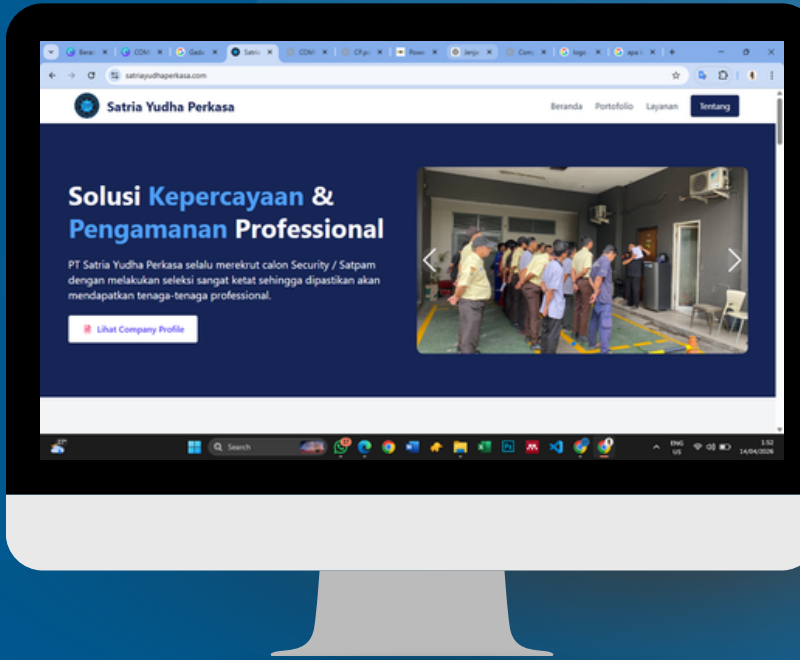 satriayudhaperkasa.com
Satria Yudha Perkasa
Beranda Portofolio Layanan Tentang
Solusi Kepercayaan &
Pengamanan Professional
PT Satria Yudha Perkasa selalu merekrut calon Security / Satpam
dengan melakukan seleksi sangat ketat sehingga dipastikan akan
mendapatkan tenaga-tenaga professional.
Lihat Company Profile
Search
ENG
US
1:52
14/04/2026